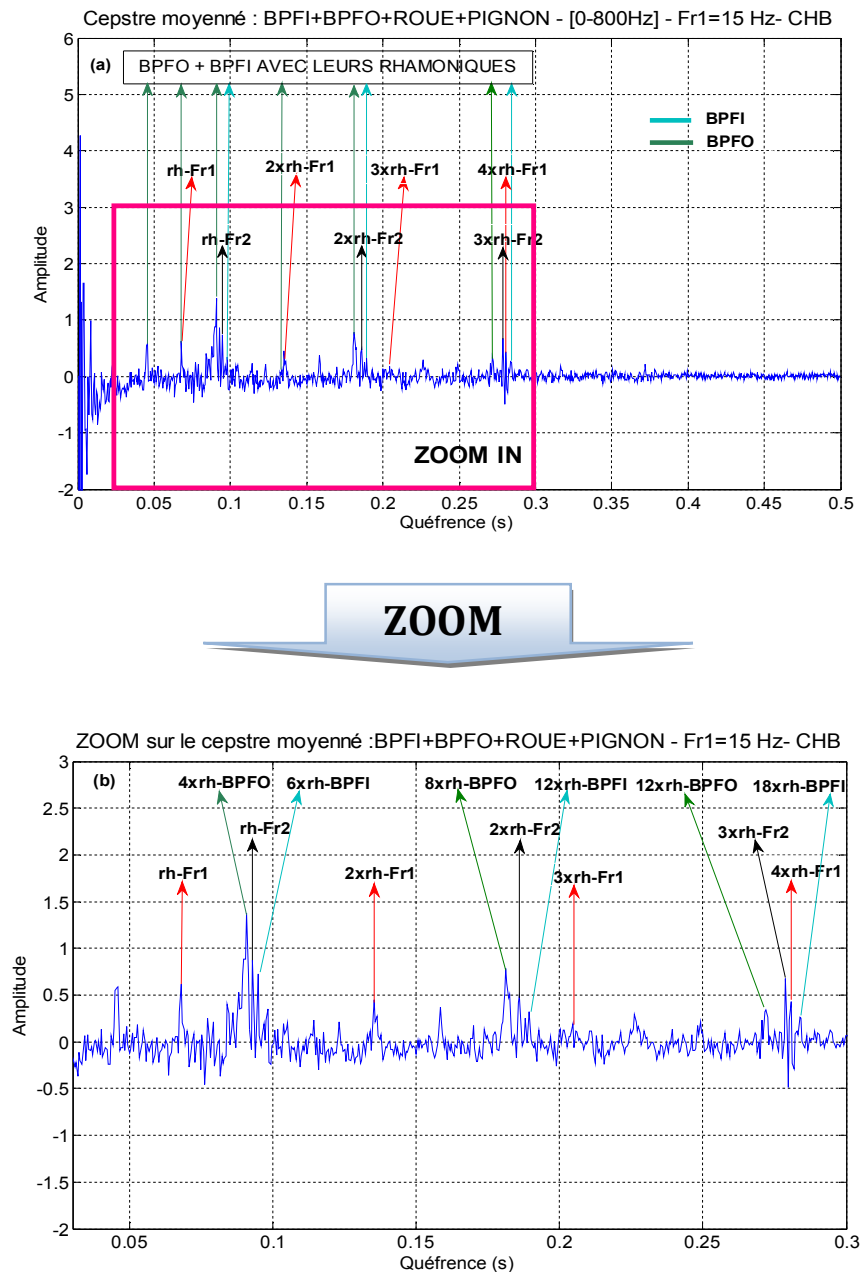 Cepstre moyenné : BPFI+BPFO+ROUE+PIGNON - [0-800Hz] - Fr1=15 Hz- CHB
(a)
BPFO + BPFI AVEC LEURS RHAMONIQUES
BPFI
BPFO
rh-Fr1
2xrh-Fr1
3xrh-Fr1
4xrh-Fr1
rh-Fr2
2xrh-Fr2
3xrh-Fr2
ZOOM IN
Amplitude
6
5
4
3
2
1
0
-1
-2
0
0.05
0.1
0.15
0.2
0.25
0.3
0.35
0.4
0.45
0.5
Quéfrence (s)
ZOOM
ZOOM sur le cepstre moyenné :BPFI+BPFO+ROUE+PIGNON - Fr1=15 Hz- CHB
(b)
4xrh-BPFO
6xrh-BPFI
8xrh-BPFO
12xrh-BPFI
12xrh-BPFO
18xrh-BPFI
rh-Fr2
2xrh-Fr2
3xrh-Fr2
rh-Fr1
2xrh-Fr1
3xrh-Fr1
4xrh-Fr1
Amplitude
3
2.5
2
1.5
1
0.5
0
-0.5
-1
-1.5
-2
0.05
0.1
0.15
0.2
0.25
0.3
Quéfrence (s)